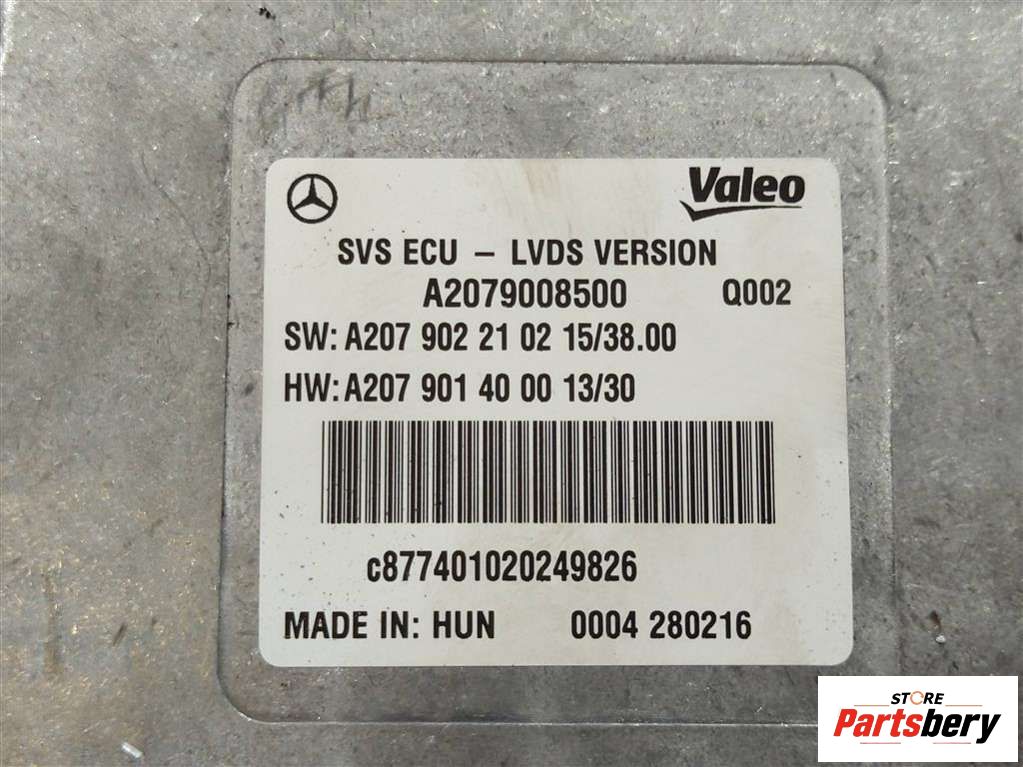 Valeo
SVS ECU – LVDS VERSION
A2079008500 Q002
SW: A207 902 21 02 15/38.00
HW: A207 901 40 00 13/30
c877401020249826
MADE IN: HUN 0004 280216
STORE
Partsbery